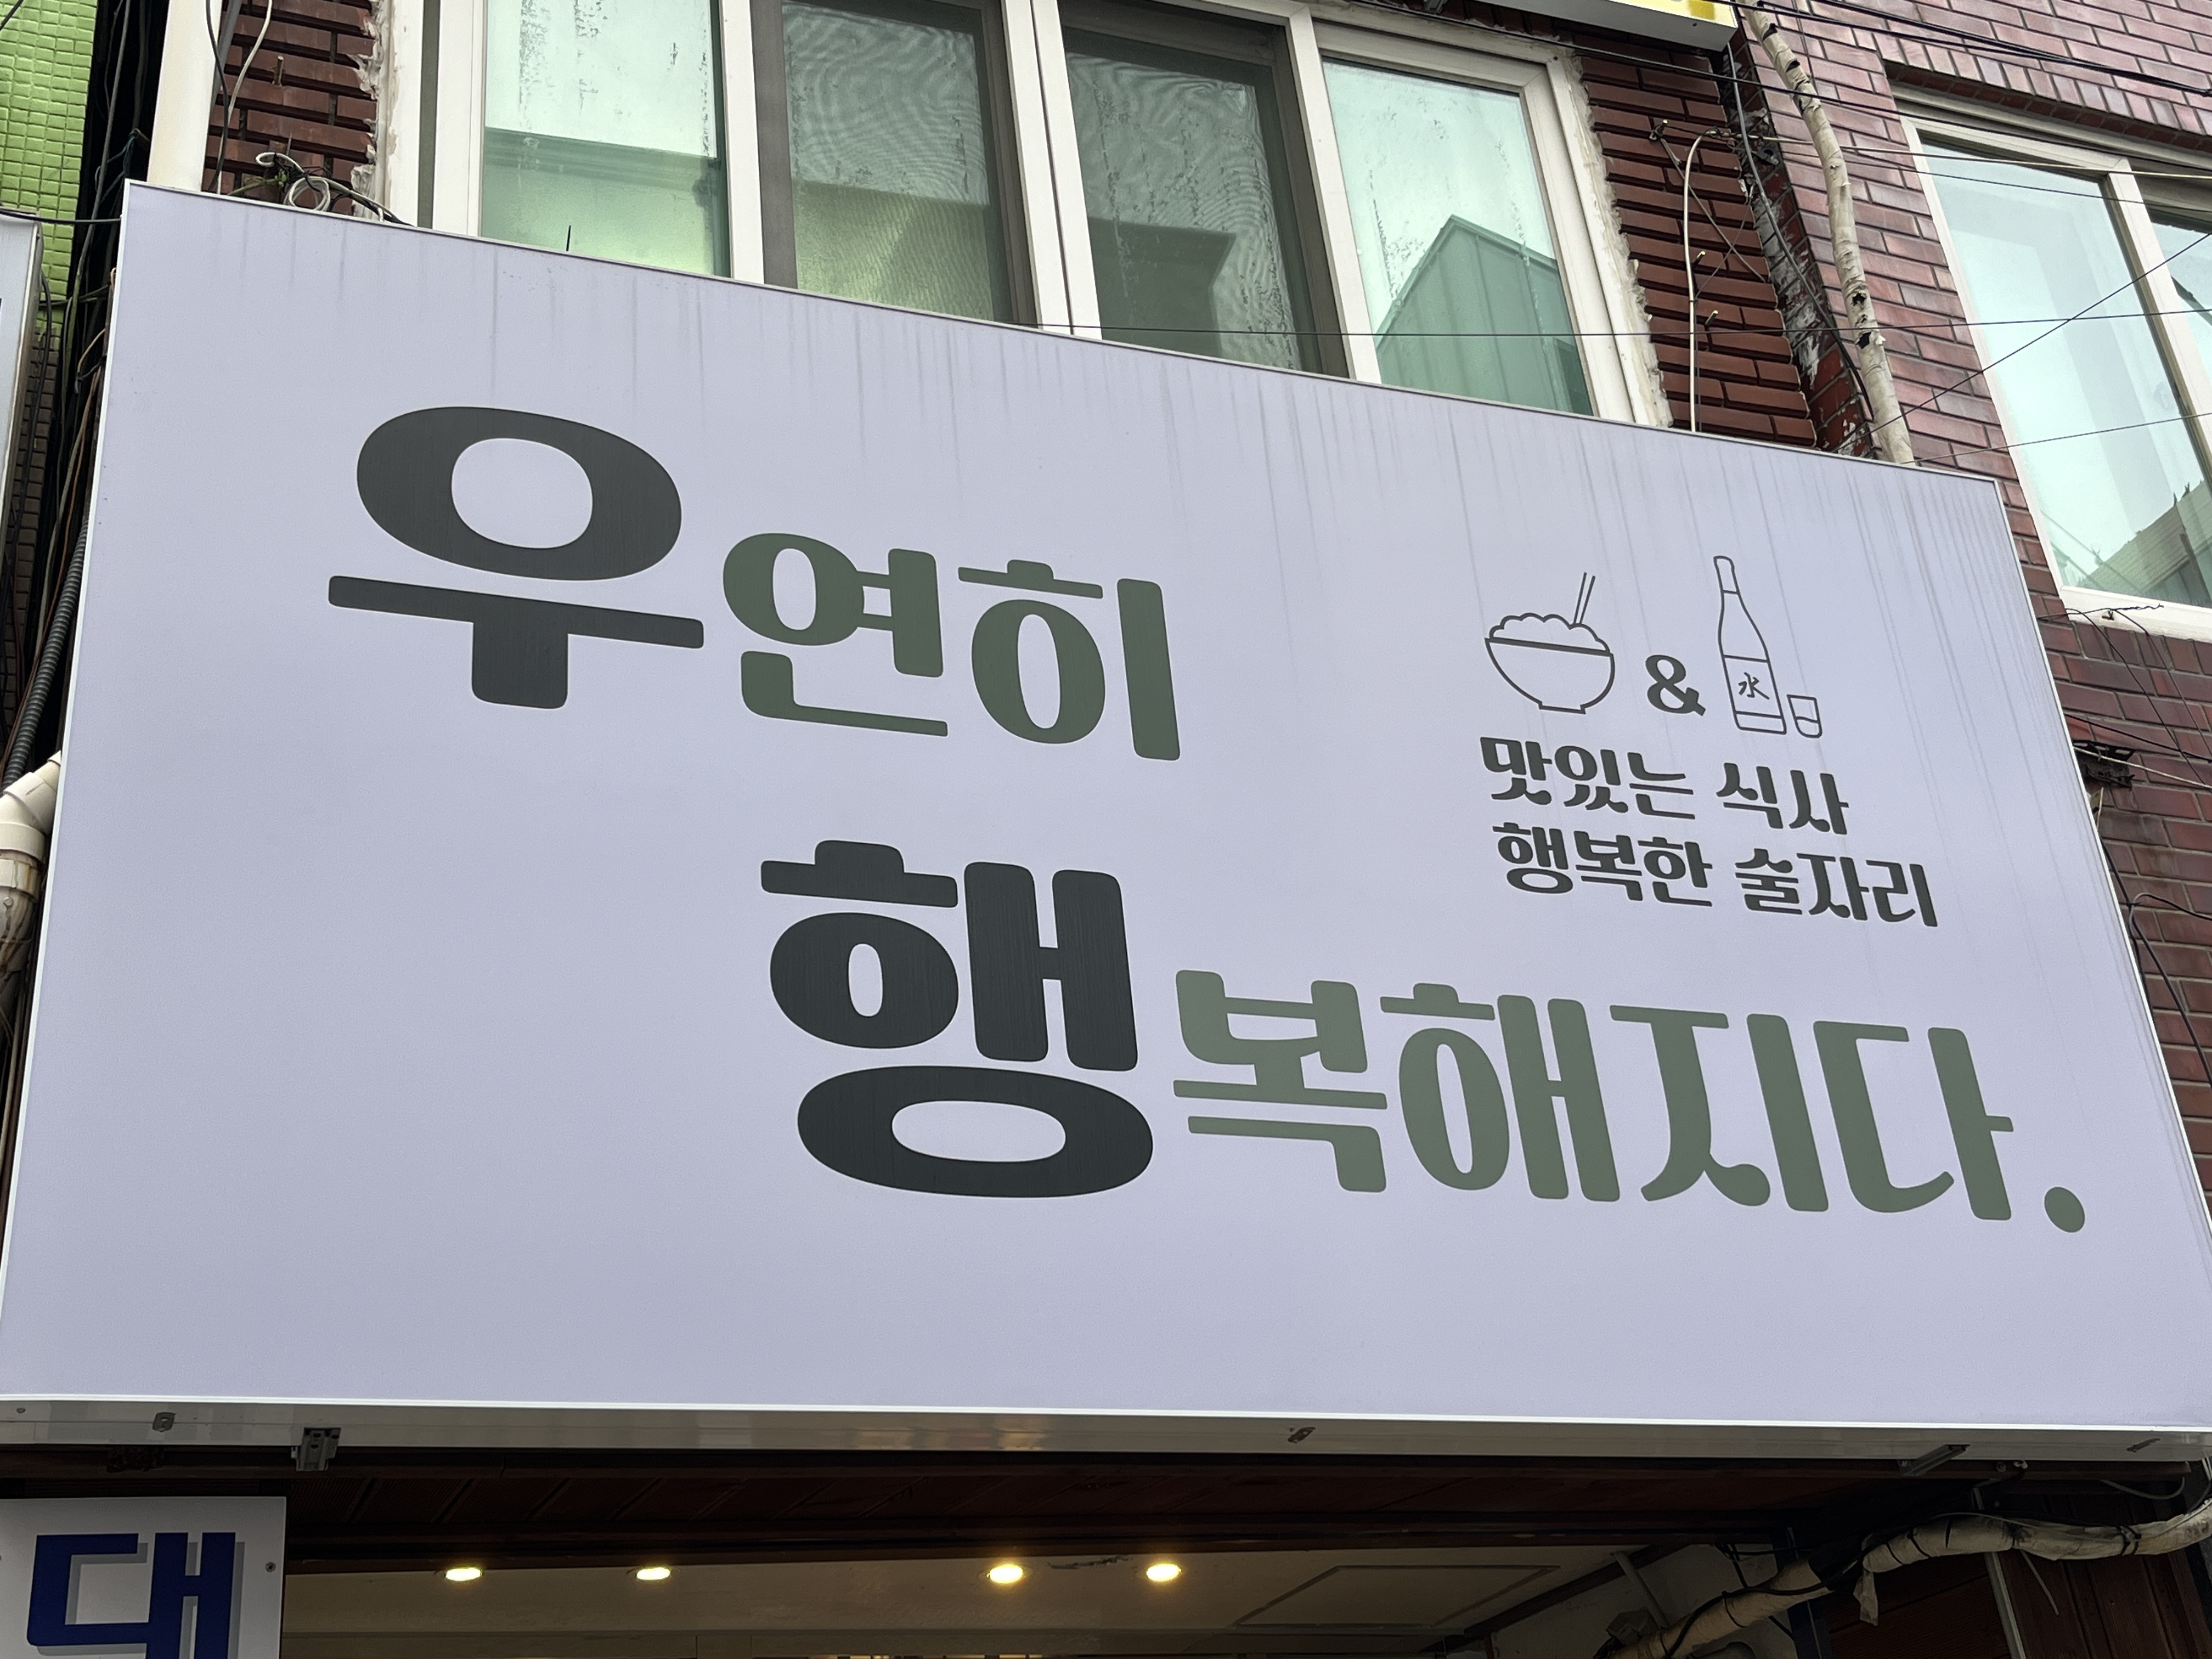 우연히
행복해지다.
&
水
맛있는 식사
행복한 술자리
대